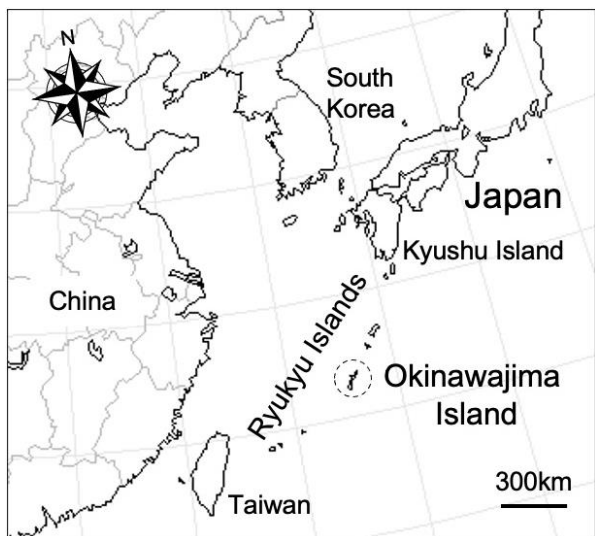 N
South
Korea
Japan
Kyushu Island
China
Ryukyu Islands
Okinawajima
Island
300km
Taiwan